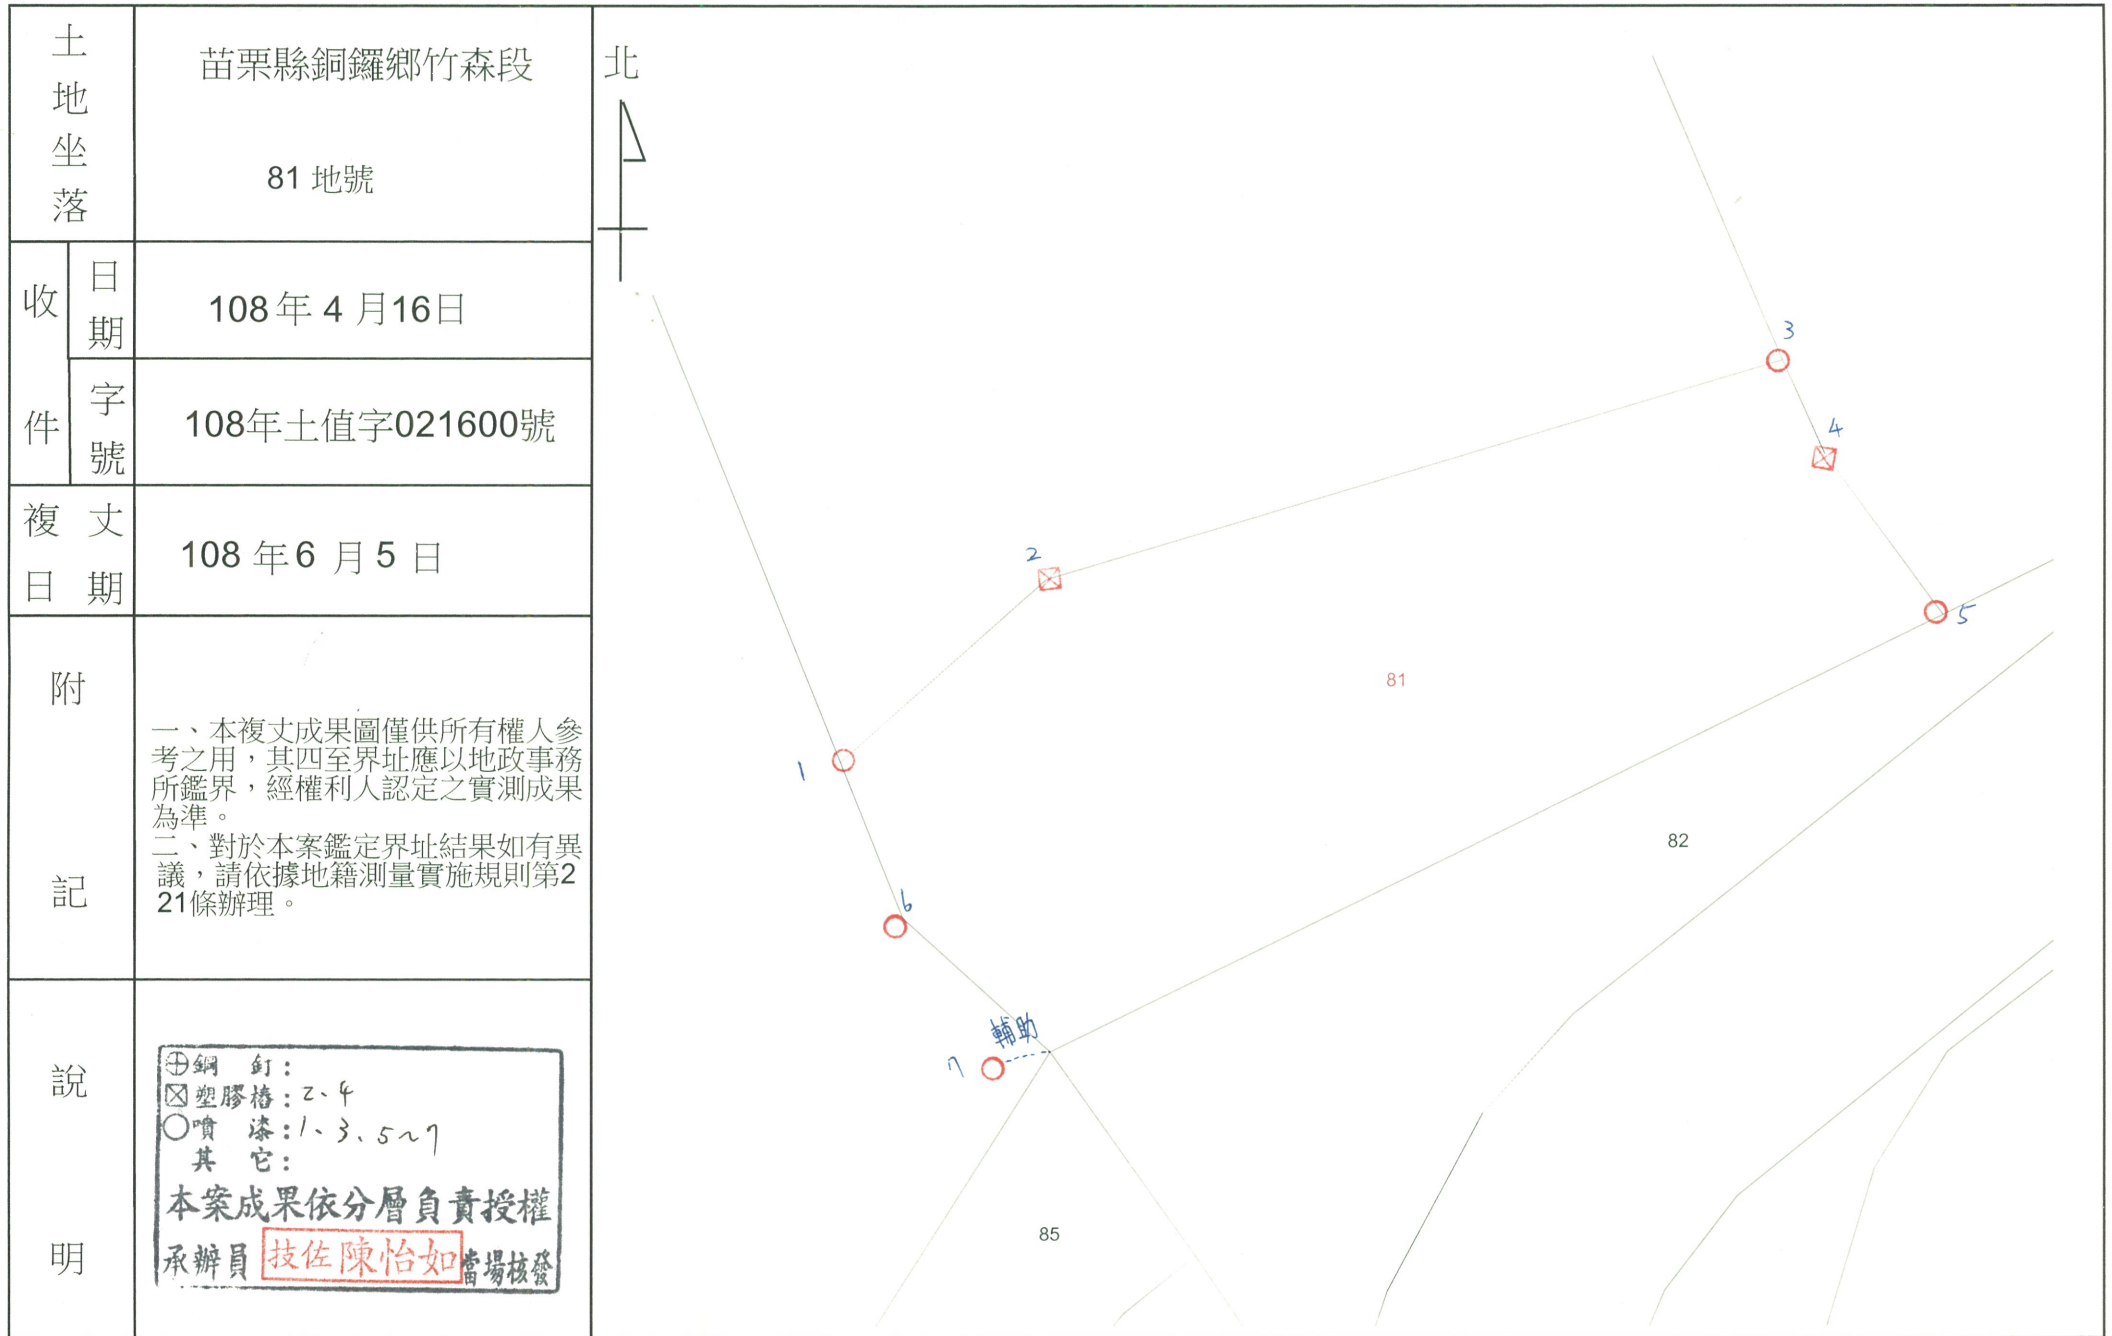 土地坐落
苗栗縣銅鑼鄉竹森段
81 地號
收件
日期
108 年 4 月16日
字號
108年土值字021600號
複丈日期
108 年 6 月 5 日
附記
一、本複丈成果圖僅供所有權人參
考之用，其四至界址應以地政事務
所鑑界，經權利人認定之實測成果
為準。
二、對於本案鑑定界址結果如有異
議，請依據地籍測量實施規則第2
21條辦理。
說明
鋼 釘：
塑膠樁：2、4
噴 漆：1、3、5~7
其 它：
本案成果依分層負責授權
承辦員 技佐 陳怡如 當場核發
北
3
4
2
5
81
1
82
6
輔助
7
85